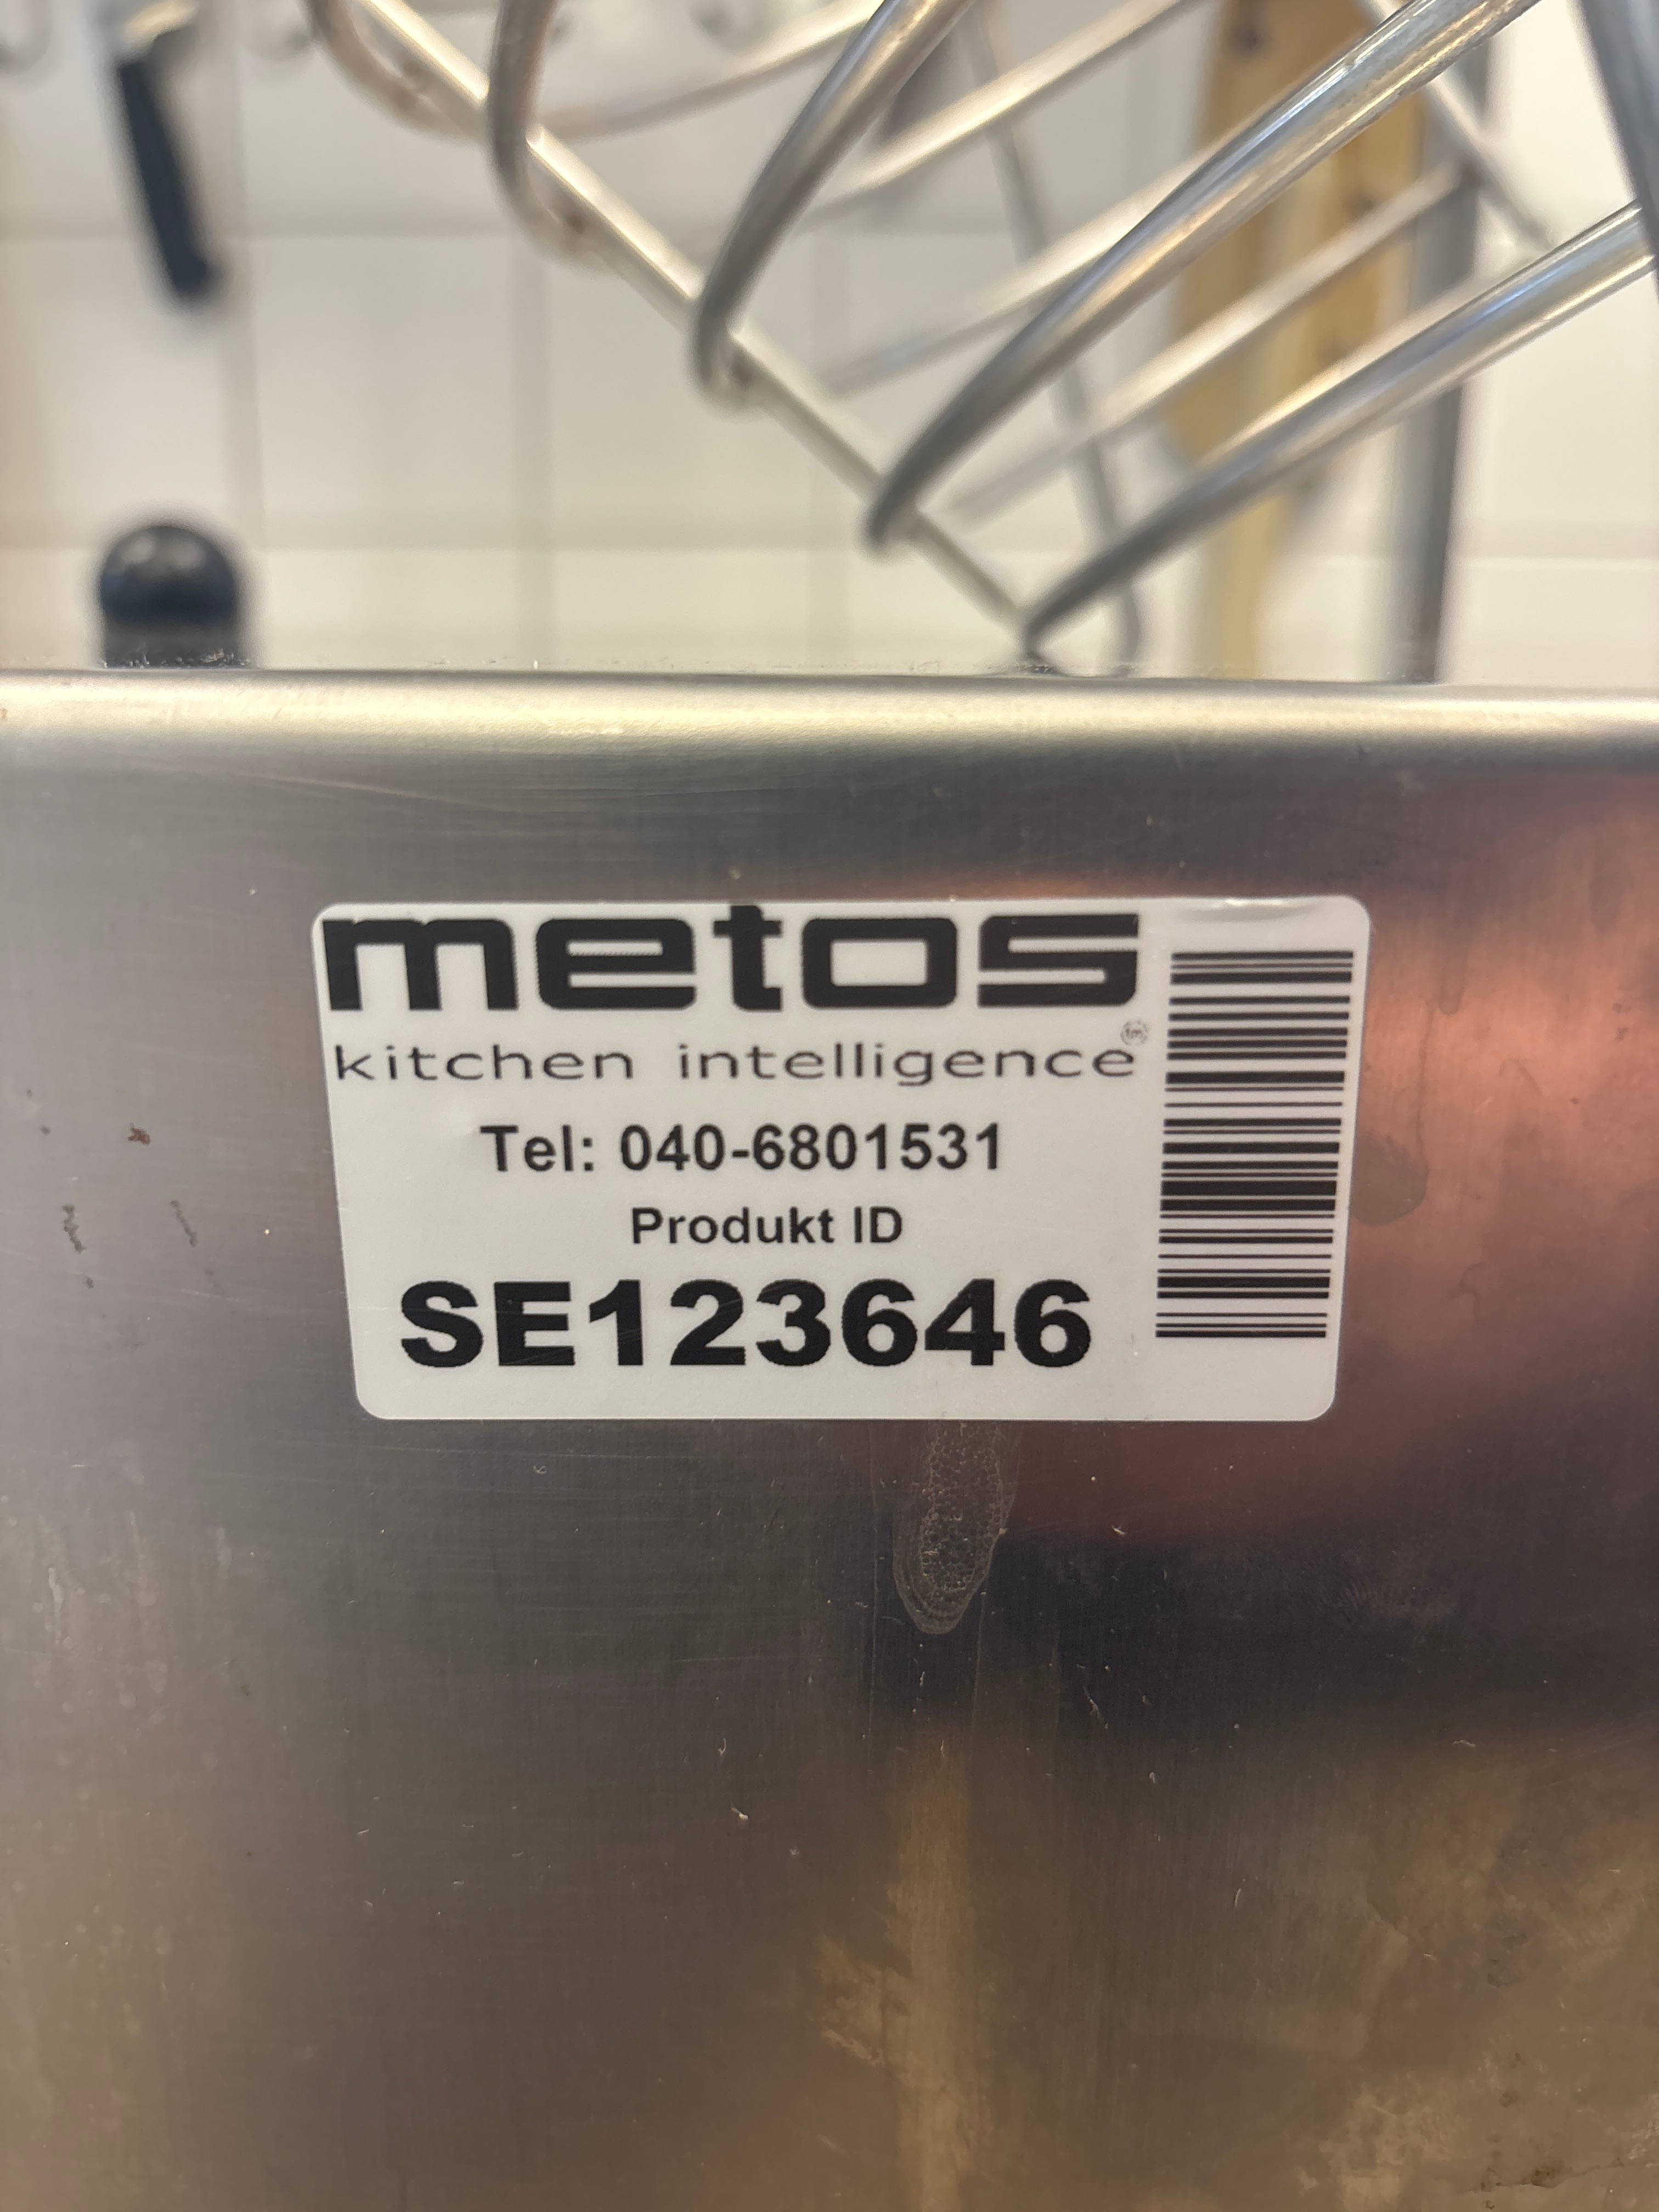 metos
kitchen intelligence
Tel: 040-6801531
Produkt ID
SE123646